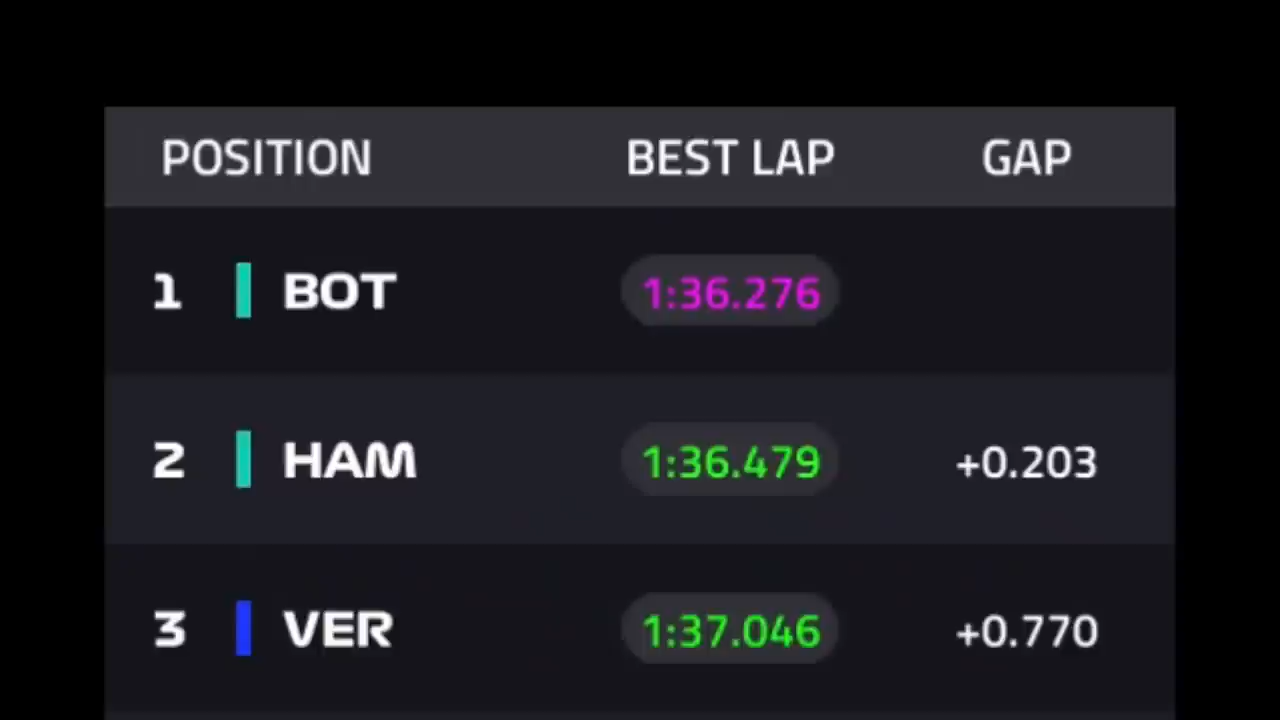 POSITION BEST LAP GAP
1 BOT 1:36.276
2 HAM 1:36.479 +0.203
3 VER 1:37.046 +0.770